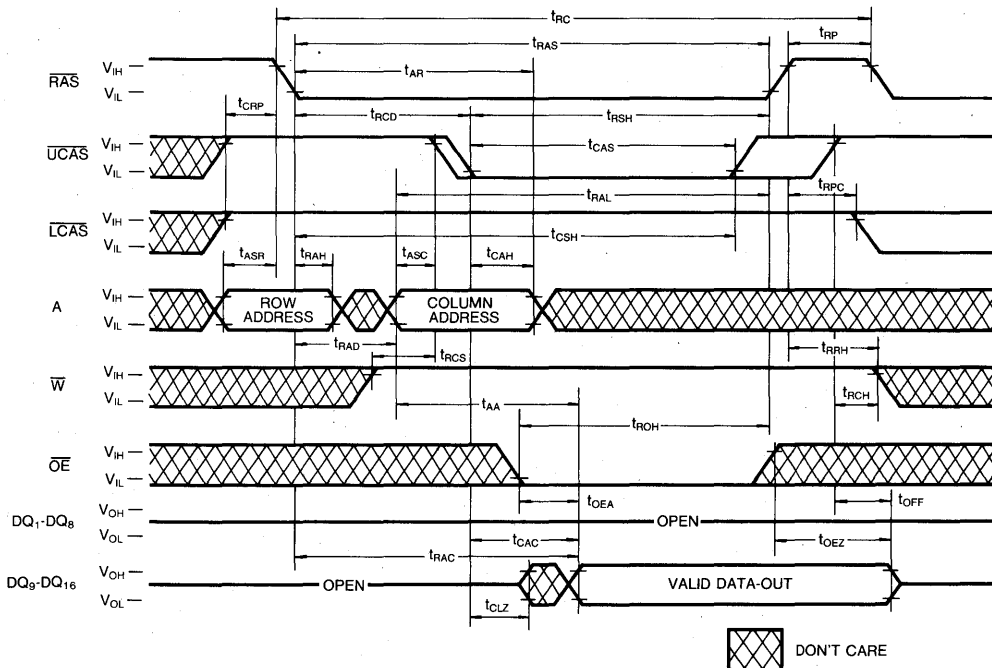 tRC
tRAS
tRP
RAS
VIH
VIL
tAR
tCRP
tRCD
tRSH
UCAS
VIH
VIL
tCAS
tRAL
tRPC
LCAS
VIH
VIL
tCSH
tASR
tRAH
tASC
tCAH
A
VIH
VIL
ROW
ADDRESS
COLUMN
ADDRESS
tRAD
tRCS
tRRH
W
VIH
VIL
tAA
tRCH
tROH
OE
VIH
VIL
tOEA
tOFF
DQ1-DQ8
VOH
VOL
OPEN
tCAC
tOEZ
tRAC
DQ9-DQ16
VOH
VOL
OPEN
VALID DATA-OUT
tCLZ
DON'T CARE